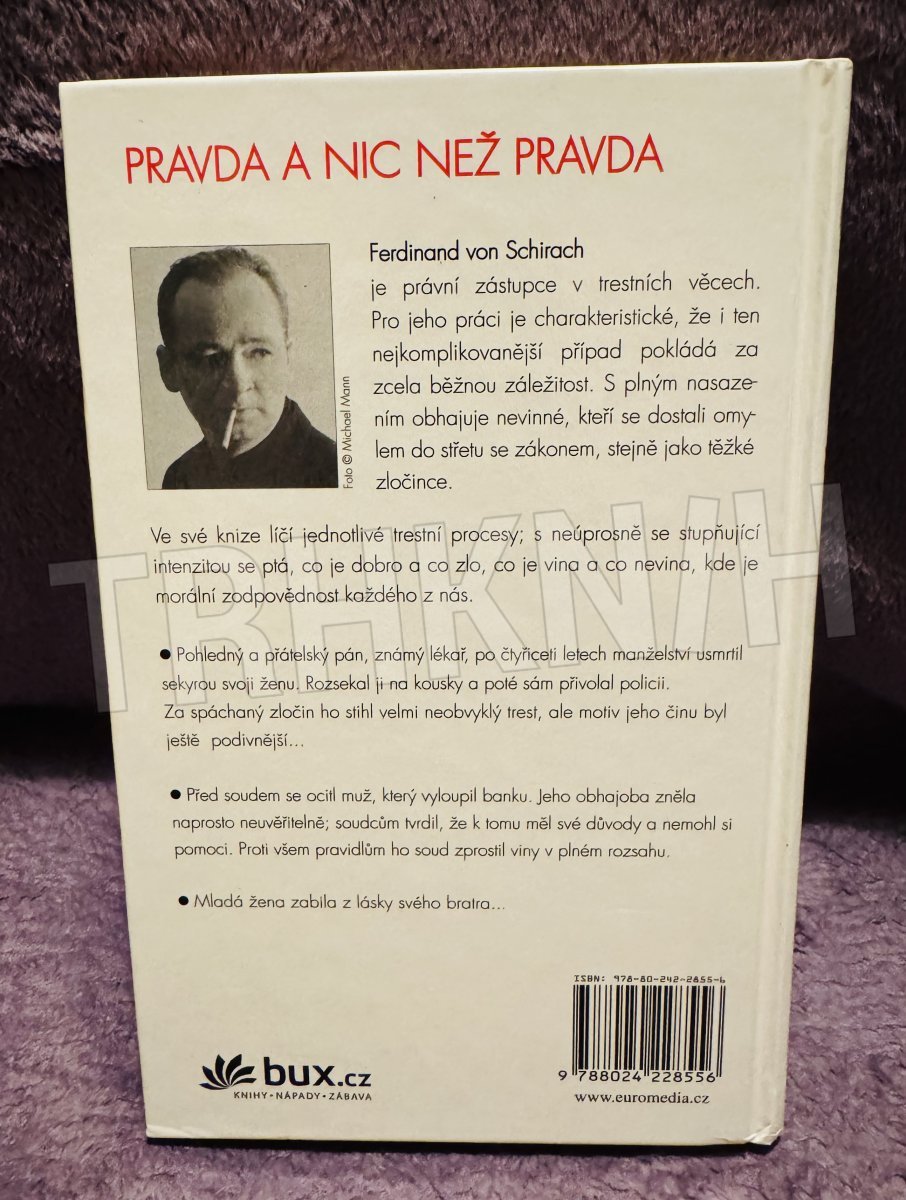 PRAVDA A NIC NEŽ PRAVDA
Ferdinand von Schirach
je právní zástupce v trestních věcech.
Pro jeho práci je charakteristické, že i ten
nejkomplikovanější případ pokládá za
zcela běžnou záležitost. S plným nasaze-
ním obhajuje nevinné, kteří se dostali omy-
lem do střetu se zákonem, stejně jako těžké
zločince.
Foto © Michael Mann
Ve své knize líčí jednotlivé trestní procesy; s neúprosně se stupňující
intenzitou se ptá, co je dobro a co zlo, co je vina a co nevina, kde je
morální zodpovědnost každého z nás.
TRHKNIH
● Pohledný a přátelský pán, známý lékař, po čtyřiceti letech manželství usmrtil
sekyrou svoji ženu. Rozsekal ji na kousky a poté sám přivolal policii.
Za spáchaný zločin ho stihl velmi neobvyklý trest, ale motiv jeho činu byl
ještě podivnější...
● Před soudem se ocitl muž, který vyloupil banku. Jeho obhajoba zněla
naprosto neuvěřitelně; soudcům tvrdil, že k tomu měl své důvody a nemohl si
pomoci. Proti všem pravidlům ho soud zprostil viny v plném rozsahu.
● Mladá žena zabila z lásky svého bratra...
ISBN: 978-80-242-2855-6
9 788024 228556
www.euromedia.cz
bux.cz
KNIHY • NÁPADY • ZÁBAVA